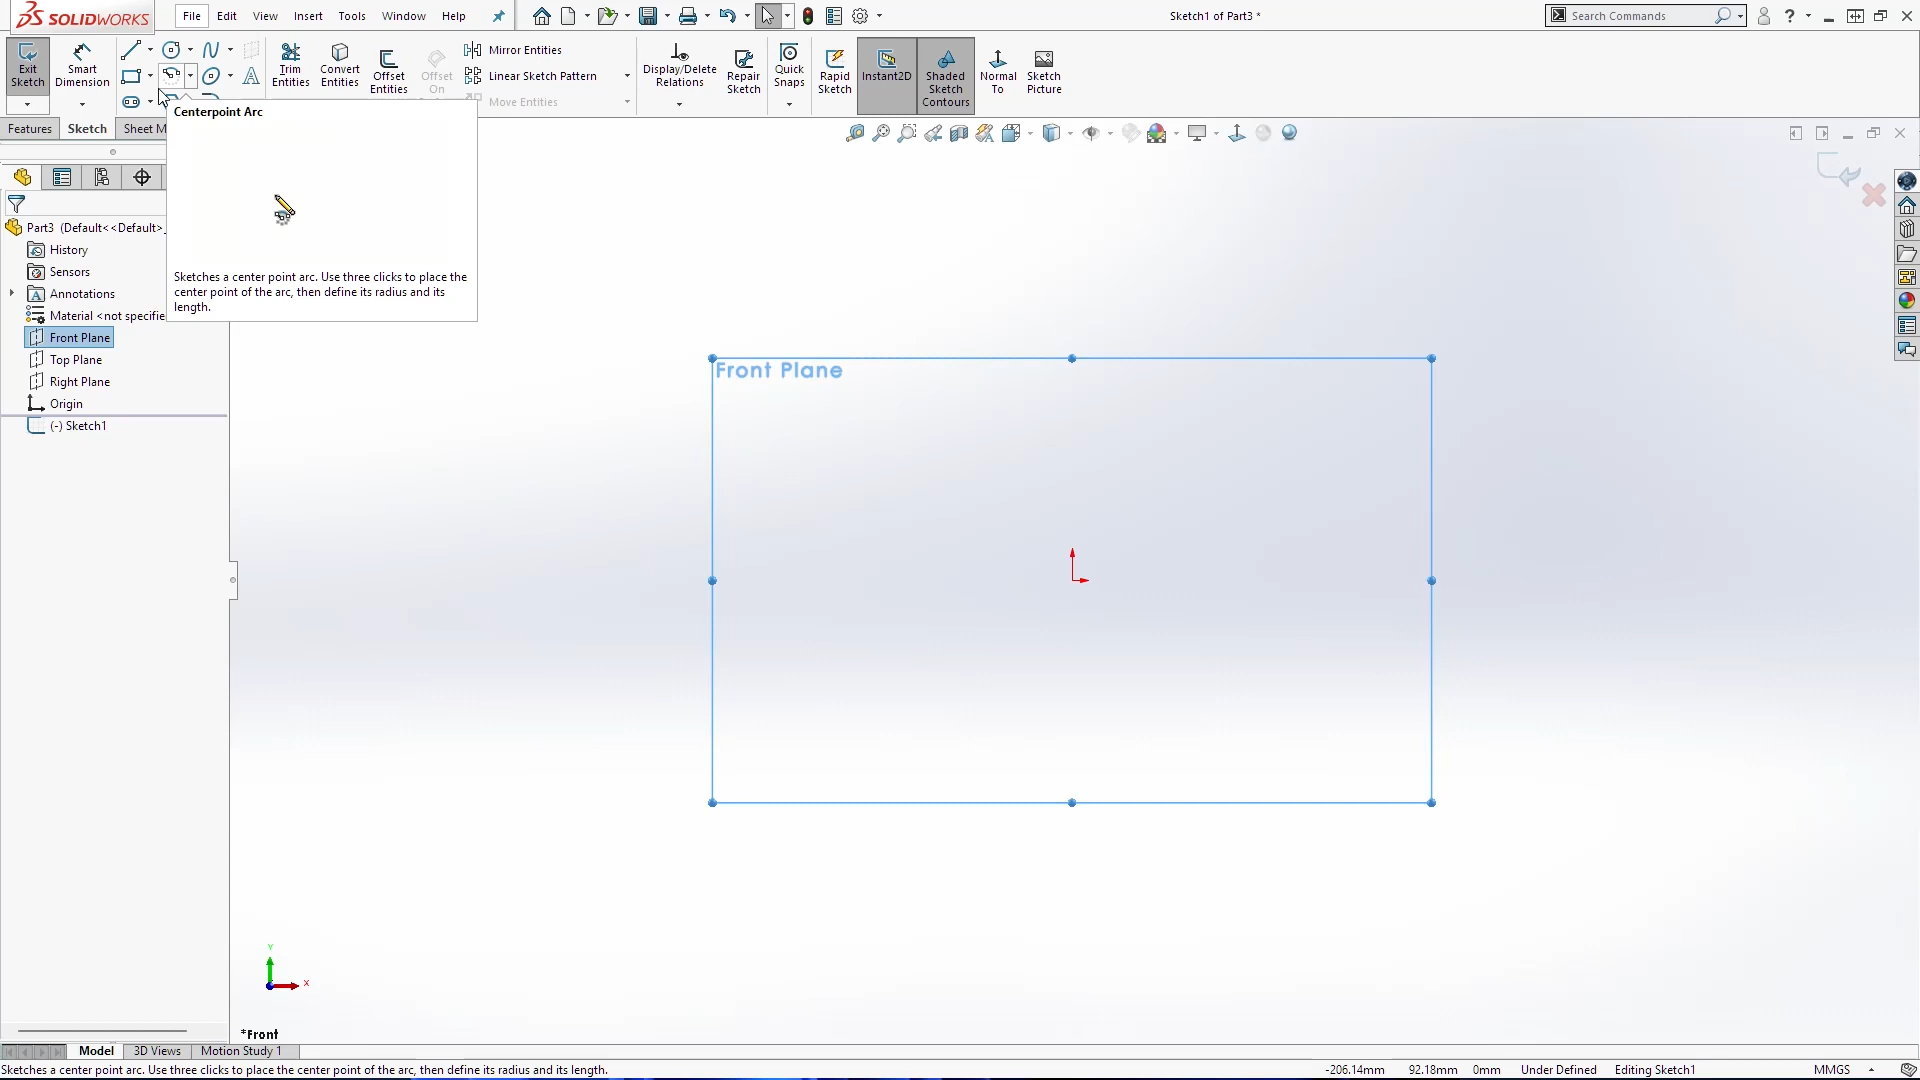 SOLIDWORKS
File
Edit
View
Insert
Tools
Window
Help
Sketch1 of Part3 *
Search Commands
Exit
Sketch
Smart
Dimension
Trim
Entities
Convert
Entities
Offset
Entities
Offset
On
Mirror Entities
Linear Sketch Pattern
Move Entities
Display/Delete
Relations
Repair
Sketch
Quick
Snaps
Rapid
Sketch
Instant2D
Shaded
Sketch
Contours
Normal
To
Sketch
Picture
Features
Sketch
Sheet M
Centerpoint Arc
Sketches a center point arc. Use three clicks to place the
center point of the arc, then define its radius and its
length.
Part3 (Default<<Default>_
History
Sensors
Annotations
Material <not specifie
Front Plane
Top Plane
Right Plane
Origin
(-) Sketch1
Front Plane
Y
X
*Front
Model
3D Views
Motion Study 1
Sketches a center point arc. Use three clicks to place the center point of the arc, then define its radius and its length.
-206.14mm
92.18mm
0mm
Under Defined
Editing Sketch1
MMGS